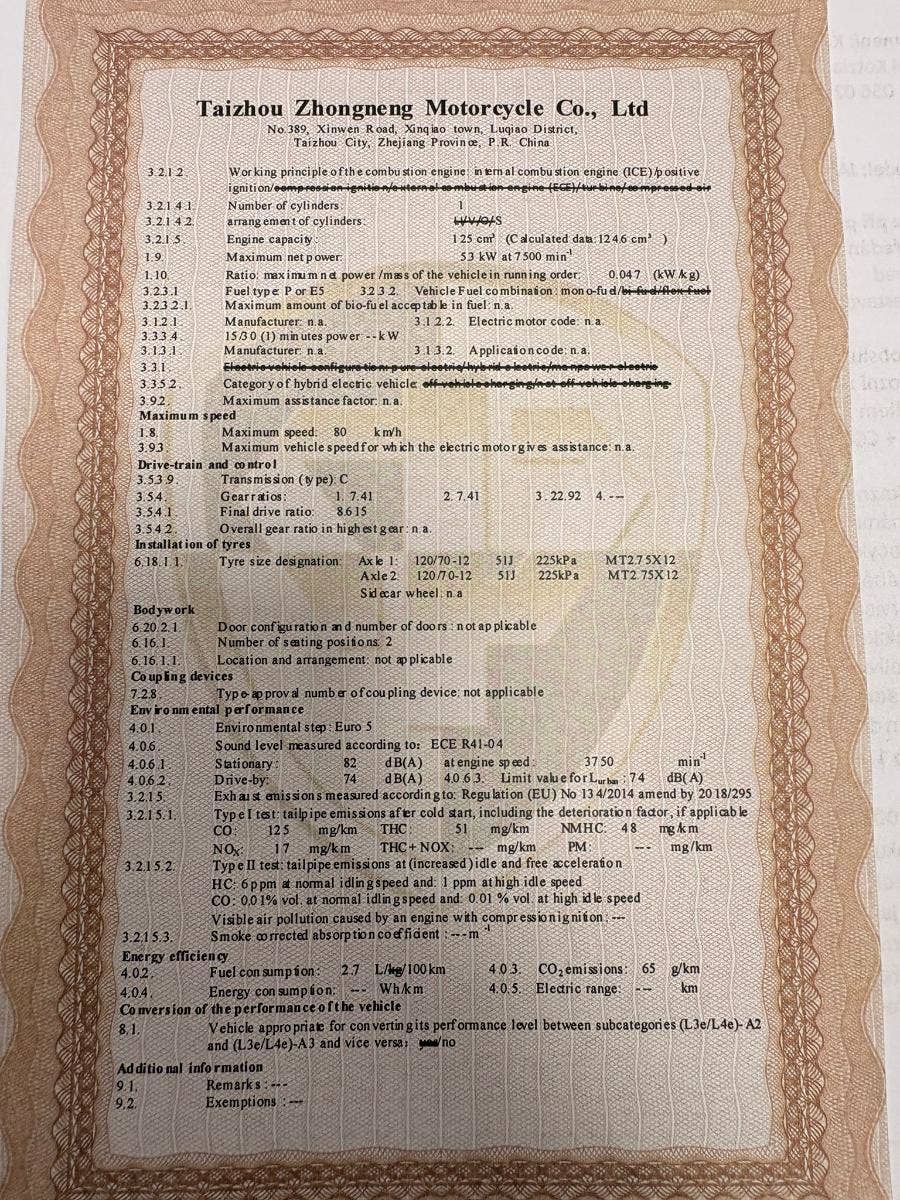 Taizhou Zhongneng Motorcycle Co., Ltd
No.389, Xinwen Road, Xinqiao town, Luqiao District,
Taizhou City, Zhejiang Province, P.R. China
3.2.1.2. Working principle of the combustion engine: internal combustion engine (ICE)/positive
ignition/compression ignition/external combustion engine (ECE)/turbine/compressed air
3.2.1.4.1. Number of cylinders: 1
3.2.1.4.2. arrangement of cylinders: LI/V/O/S
3.2.1.5. Engine capacity: 125 cm³ (Calculated data:124.6 cm³ )
1.9. Maximum net power: 5.3 kW at 7500 min⁻¹
1.10. Ratio: maximum net power /mass of the vehicle in running order: 0.047 (kW/kg)
3.2.3.1 Fuel type: P or E5 3.2.3.2. Vehicle Fuel combination: mono-fuel/bi-fuel/flex-fuel
3.2.3.2.1. Maximum amount of bio-fuel acceptable in fuel: n.a.
3.1.2.1. Manufacturer: n.a. 3.1.2.2. Electric motor code: n.a.
3.3.3.4. 15/30 (1) minutes power --kW
3.1.3.1. Manufacturer: n.a. 3.1.3.2. Application code: n.a.
3.3.1. Electric vehicle configuration: pure electric/hybrid electric/manpower-electric
3.3.5.2. Category of hybrid electric vehicle: off-vehicle charging/not off-vehicle charging
3.9.2. Maximum assistance factor: n.a.
Maximum speed
1.8. Maximum speed: 80 km/h
3.9.3. Maximum vehicle speed for which the electric motor gives assistance: n.a.
Drive-train and control
3.5.3.9. Transmission (type): C
3.5.4. Gear ratios: 1. 7.41 2. 7.41 3. 22.92 4. ---
3.5.4.1. Final drive ratio: 8.615
3.5.4.2. Overall gear ratio in highest gear: n.a.
Installation of tyres
6.18.1.1. Tyre size designation: Axle 1: 120/70-12 51J 225kPa MT2.75X12
Axle 2: 120/70-12 51J 225kPa MT2.75X12
Sidecar wheel: n.a
Bodywork
6.20.2.1. Door configuration and number of doors : not applicable
6.16.1. Number of seating positions: 2
6.16.1.1. Location and arrangement: not applicable
Coupling devices
7.2.8. Type-approval number of coupling device: not applicable
Environmental performance
4.0.1. Environmental step: Euro 5
4.0.6. Sound level measured according to: ECE R41-04
4.0.6.1. Stationary: 82 dB(A) at engine speed: 3750 min⁻¹
4.0.6.2. Drive-by: 74 dB(A) 4.0.6.3. Limit value for Lurban : 74 dB(A)
3.2.15. Exhaust emissions measured according to: Regulation (EU) No 134/2014 amend by 2018/295
3.2.15.1. Type I test: tailpipe emissions after cold start, including the deterioration factor, if applicable
CO: 125 mg/km THC: 51 mg/km NMHC: 48 mg/km
NOX: 17 mg/km THC+NOX: --- mg/km PM: --- mg/km
3.2.15.2. Type II test: tailpipe emissions at (increased) idle and free acceleration
HC: 6 ppm at normal idling speed and: 1 ppm at high idle speed
CO: 0.01% vol. at normal idling speed and: 0.01 % vol. at high idle speed
Visible air pollution caused by an engine with compression ignition: ---
3.2.15.3. Smoke corrected absorption coefficient : ---m⁻¹
Energy efficiency
4.0.2. Fuel consumption: 2.7 L/kg/100km 4.0.3. CO₂ emissions: 65 g/km
4.0.4. Energy consumption: --- Wh/km 4.0.5. Electric range: --- km
Conversion of the performance of the vehicle
8.1. Vehicle appropriate for converting its performance level between subcategories (L3e/L4e)-A2
and (L3e/L4e)-A3 and vice versa: yes/no
Additional information
9.1. Remarks : ---
9.2. Exemptions : ---